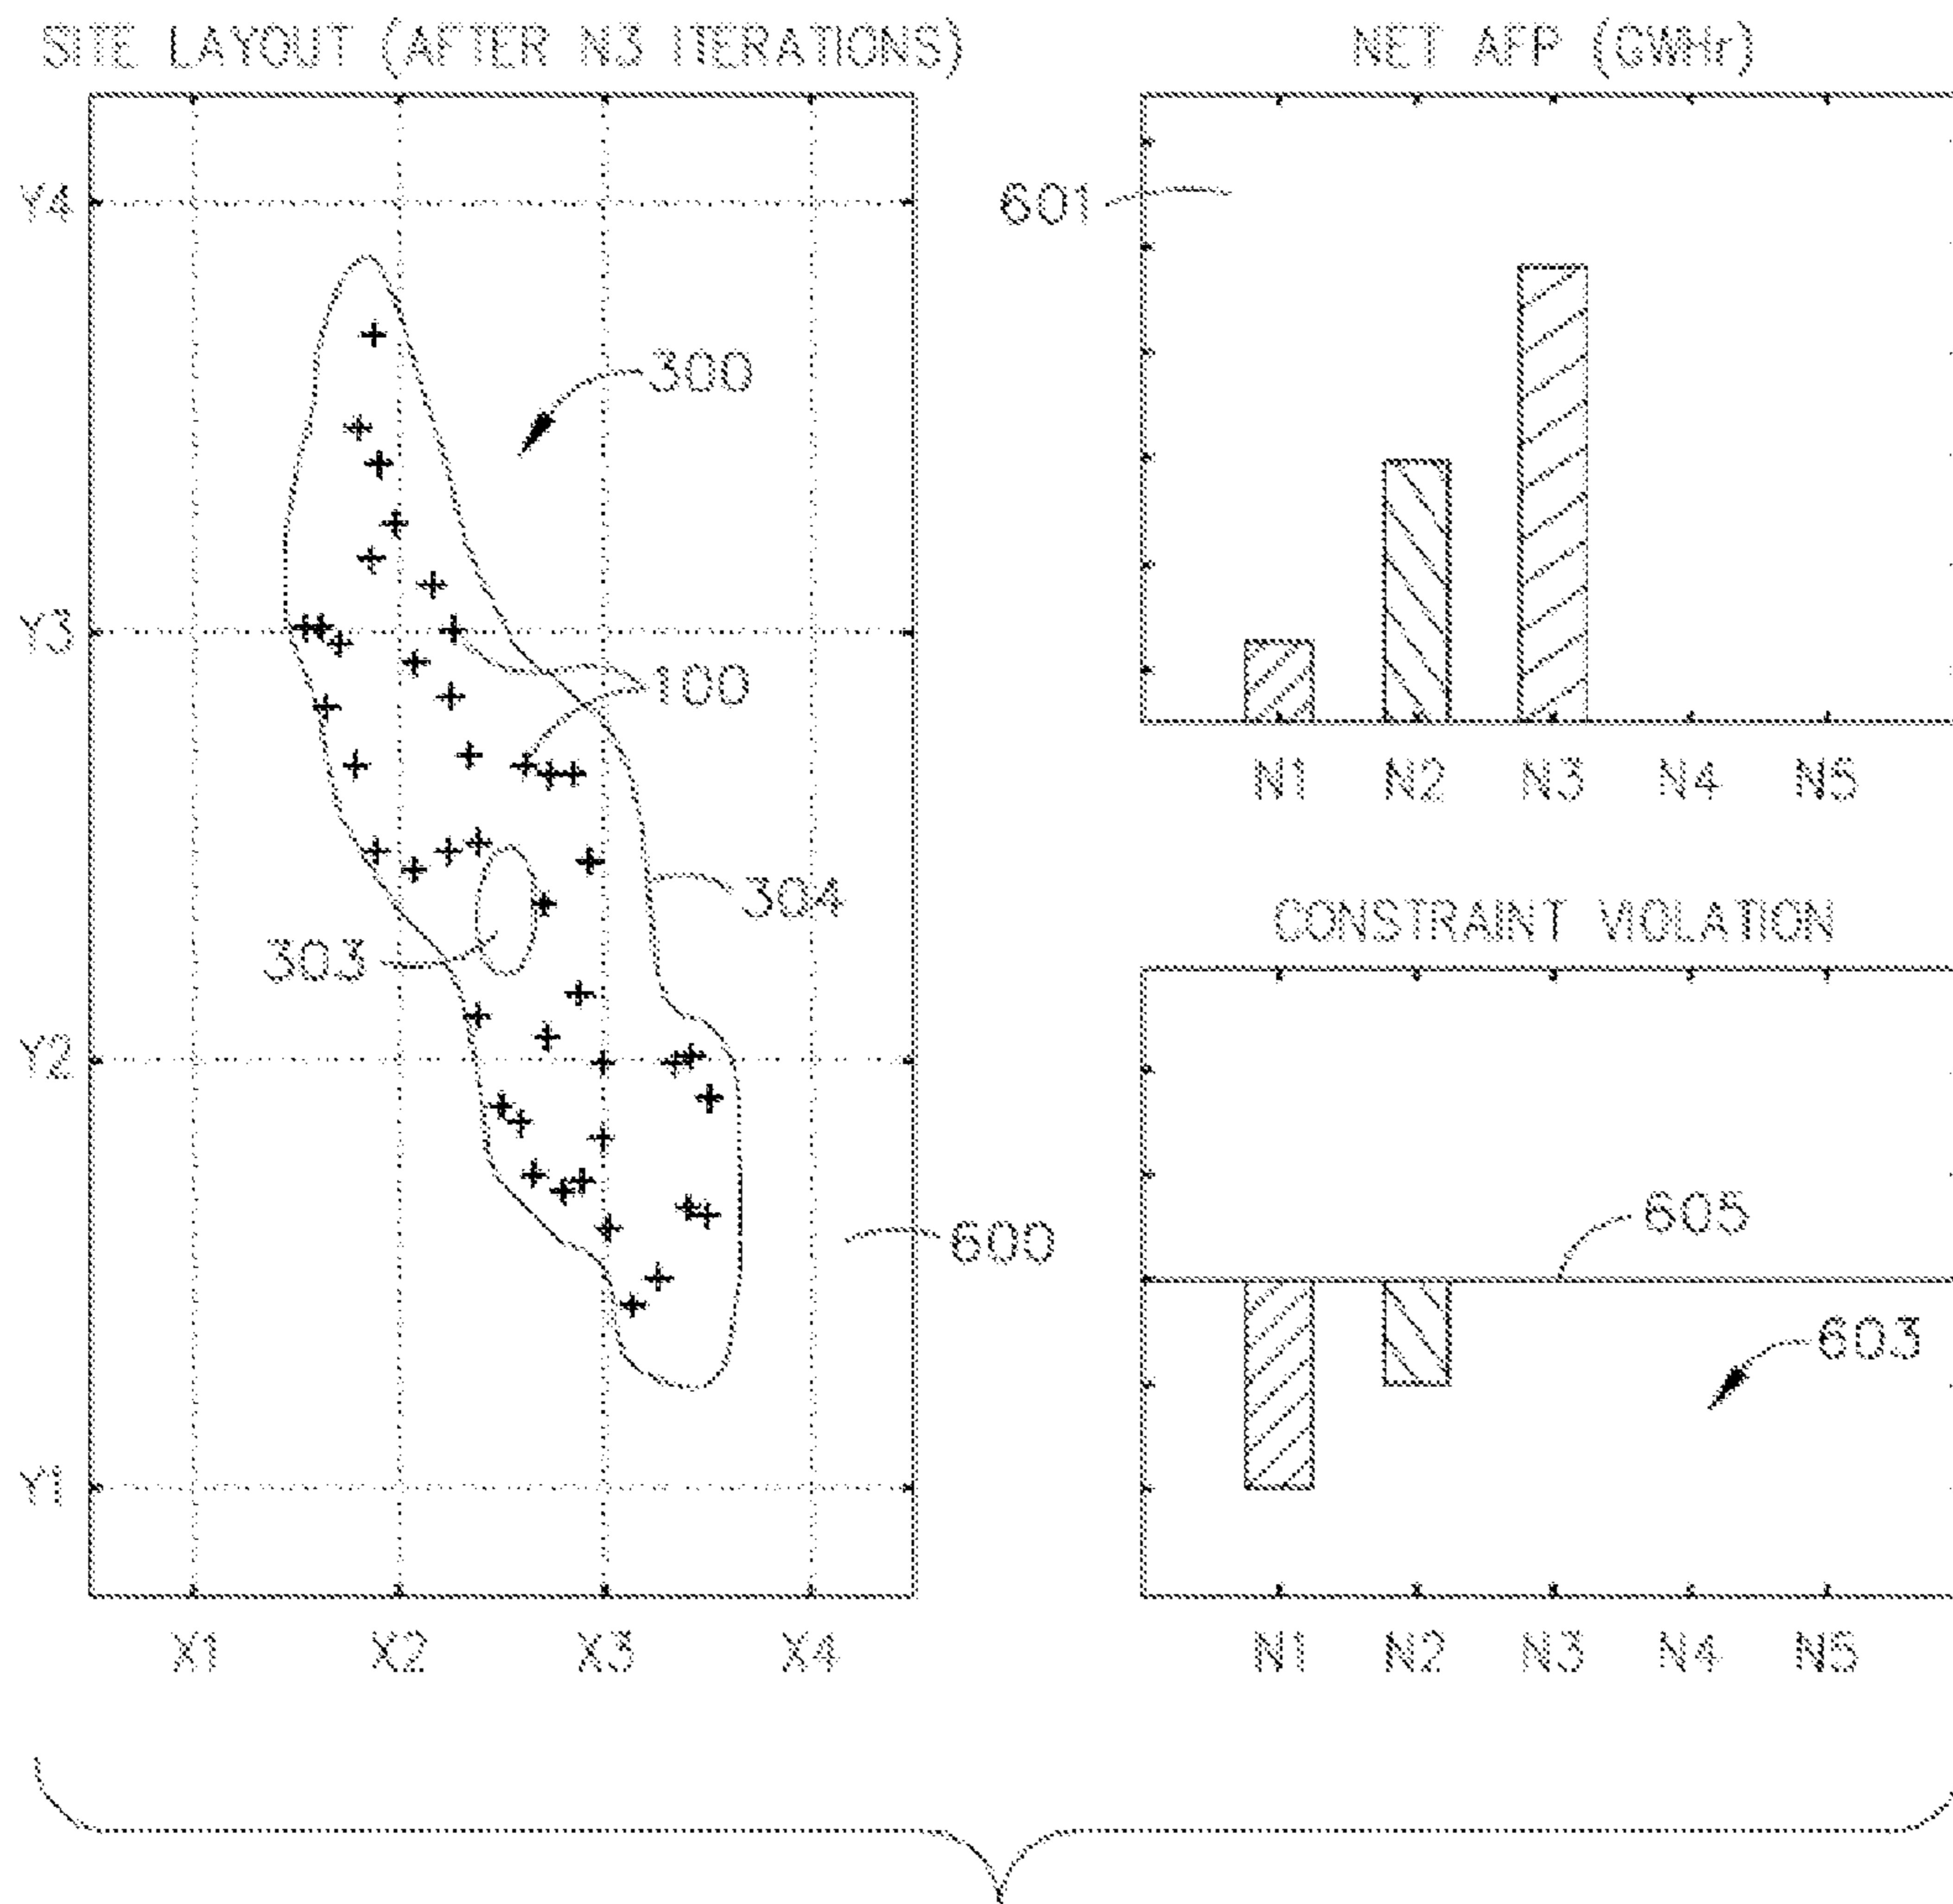 SITE LAYOUT (AFTER N3 ITERATIONS)
Y4
Y3
Y2
Y1
X1 X2 X3 X4
300
100
304
303
600
NET AEP (GWHr)
601
N1 N2 N3 N4 N5
CONSTRAINT VIOLATION
605
603
N1 N2 N3 N4 N5